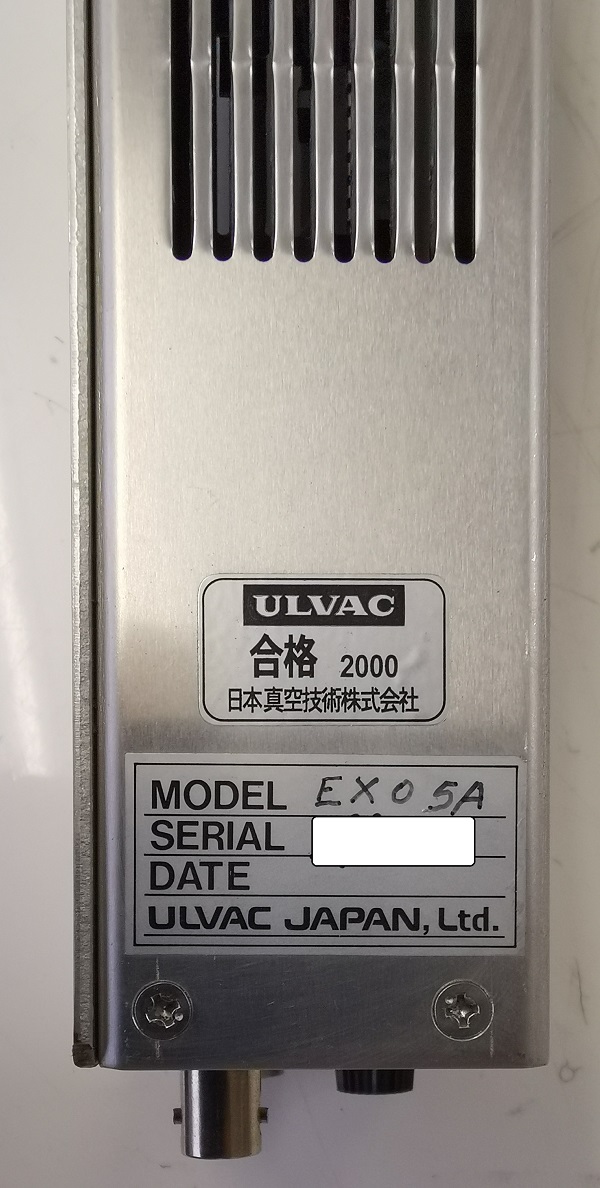 ULVAC
合格 2000
日本真空技術株式会社
MODEL EX05A
SERIAL
DATE
ULVAC JAPAN, Ltd.